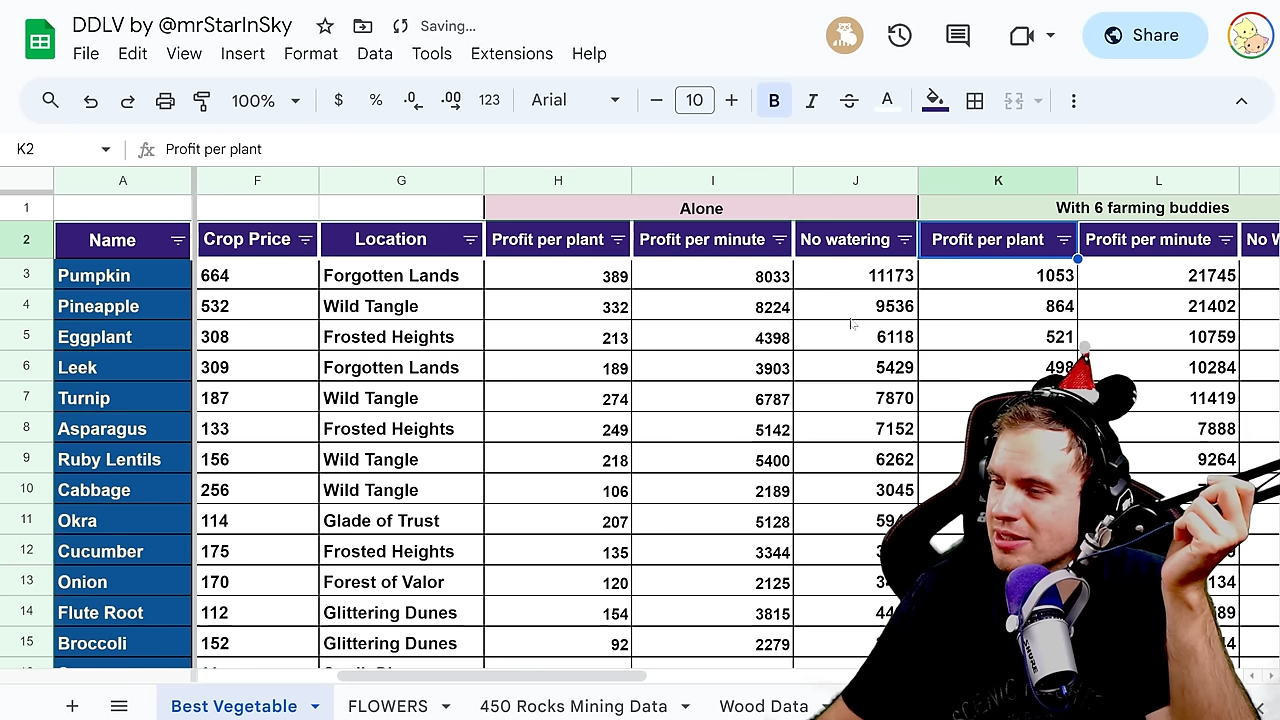 DDLV by @mrStarInSky Saving...
File Edit View Insert Format Data Tools Extensions Help
Share
100% $ % .0 .00 123 Arial 10 B I A
K2 fx Profit per plant
A F G H I J K L
1 Alone With 6 farming buddies
2 Name Crop Price Location Profit per plant Profit per minute No watering Profit per plant Profit per minute
3 Pumpkin 664 Forgotten Lands 389 8033 11173 1053 21745
4 Pineapple 532 Wild Tangle 332 8224 9536 864 21402
5 Eggplant 308 Frosted Heights 213 4398 6118 521 10759
6 Leek 309 Forgotten Lands 189 3903 5429 498 10284
7 Turnip 187 Wild Tangle 274 6787 7870 11419
8 Asparagus 133 Frosted Heights 249 5142 7152 7888
9 Ruby Lentils 156 Wild Tangle 218 5400 6262 9264
10 Cabbage 256 Wild Tangle 106 2189 3045
11 Okra 114 Glade of Trust 207 5128
12 Cucumber 175 Frosted Heights 135 3344
13 Onion 170 Forest of Valor 120 2125
14 Flute Root 112 Glittering Dunes 154 3815
15 Broccoli 152 Glittering Dunes 92 2279
Best Vegetable FLOWERS 450 Rocks Mining Data Wood Data
SHURE